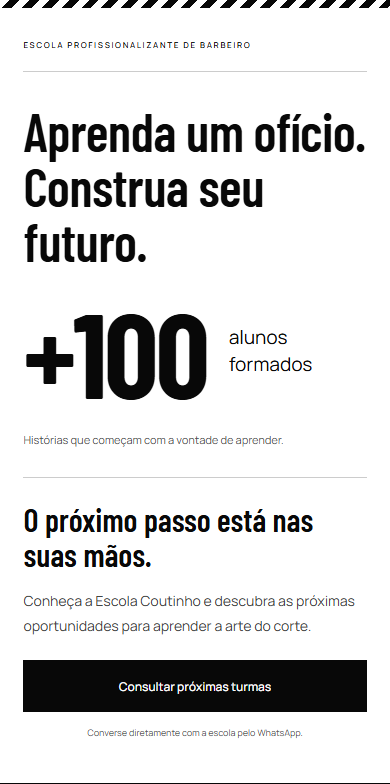 ESCOLA PROFISSIONALIZANTE DE BARBEIRO
Aprenda um ofício.
Construa seu
futuro.
+100
alunos
formados
Histórias que começam com a vontade de aprender.
O próximo passo está nas
suas mãos.
Conheça a Escola Coutinho e descubra as próximas
oportunidades para aprender a arte do corte.
Consultar próximas turmas
Converse diretamente com a escola pelo WhatsApp.